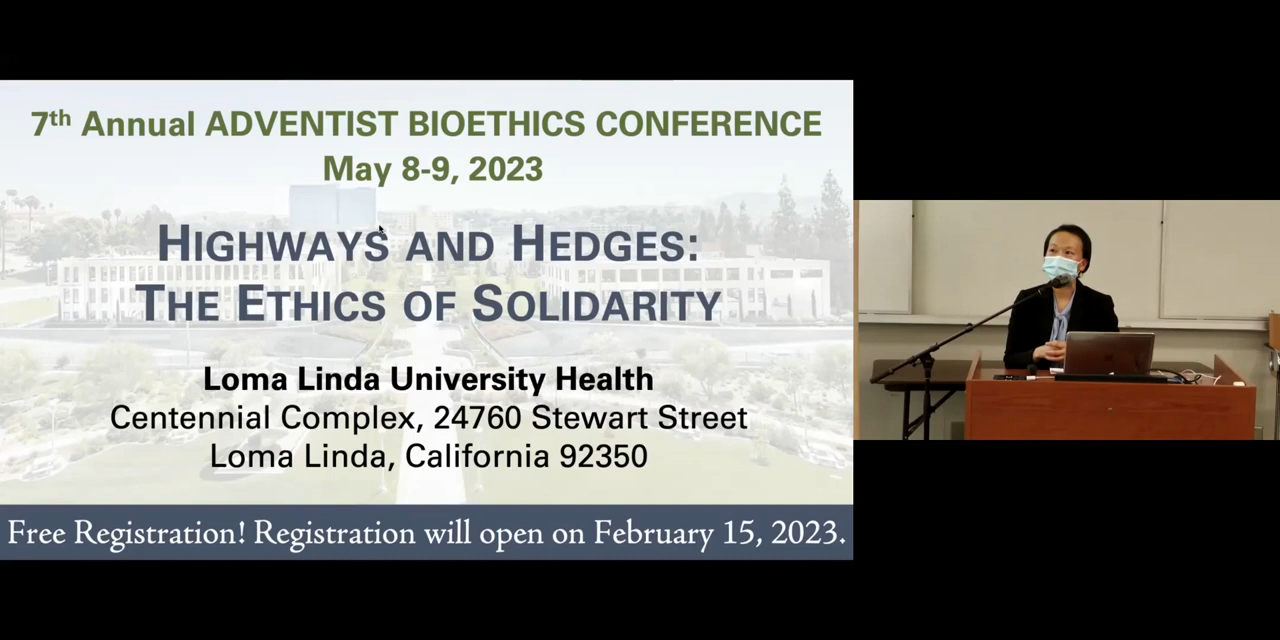 7th Annual ADVENTIST BIOETHICS CONFERENCE
May 8-9, 2023
HIGHWAYS AND HEDGES:
THE ETHICS OF SOLIDARITY
Loma Linda University Health
Centennial Complex, 24760 Stewart Street
Loma Linda, California 92350
Free Registration! Registration will open on February 15, 2023.